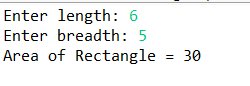 Enter length: 6
Enter breadth: 5
Area of Rectangle = 30